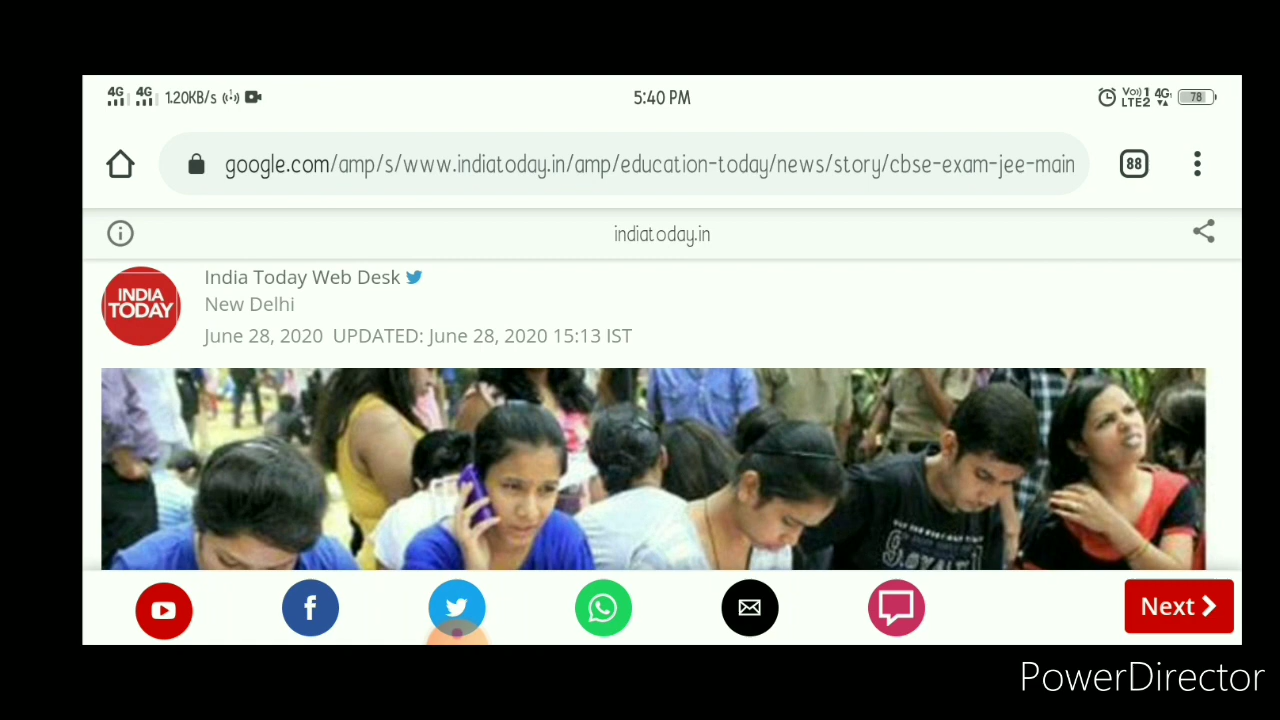 4G 4G 1.20KB/s 5:40 PM Vo) 1 LTE2 4G 78
google.com/amp/s/www.indiatoday.in/amp/education-today/news/story/cbse-exam-jee-main 88
indiatoday.in
INDIA TODAY
India Today Web Desk
New Delhi
June 28, 2020 UPDATED: June 28, 2020 15:13 IST
Next
PowerDirector